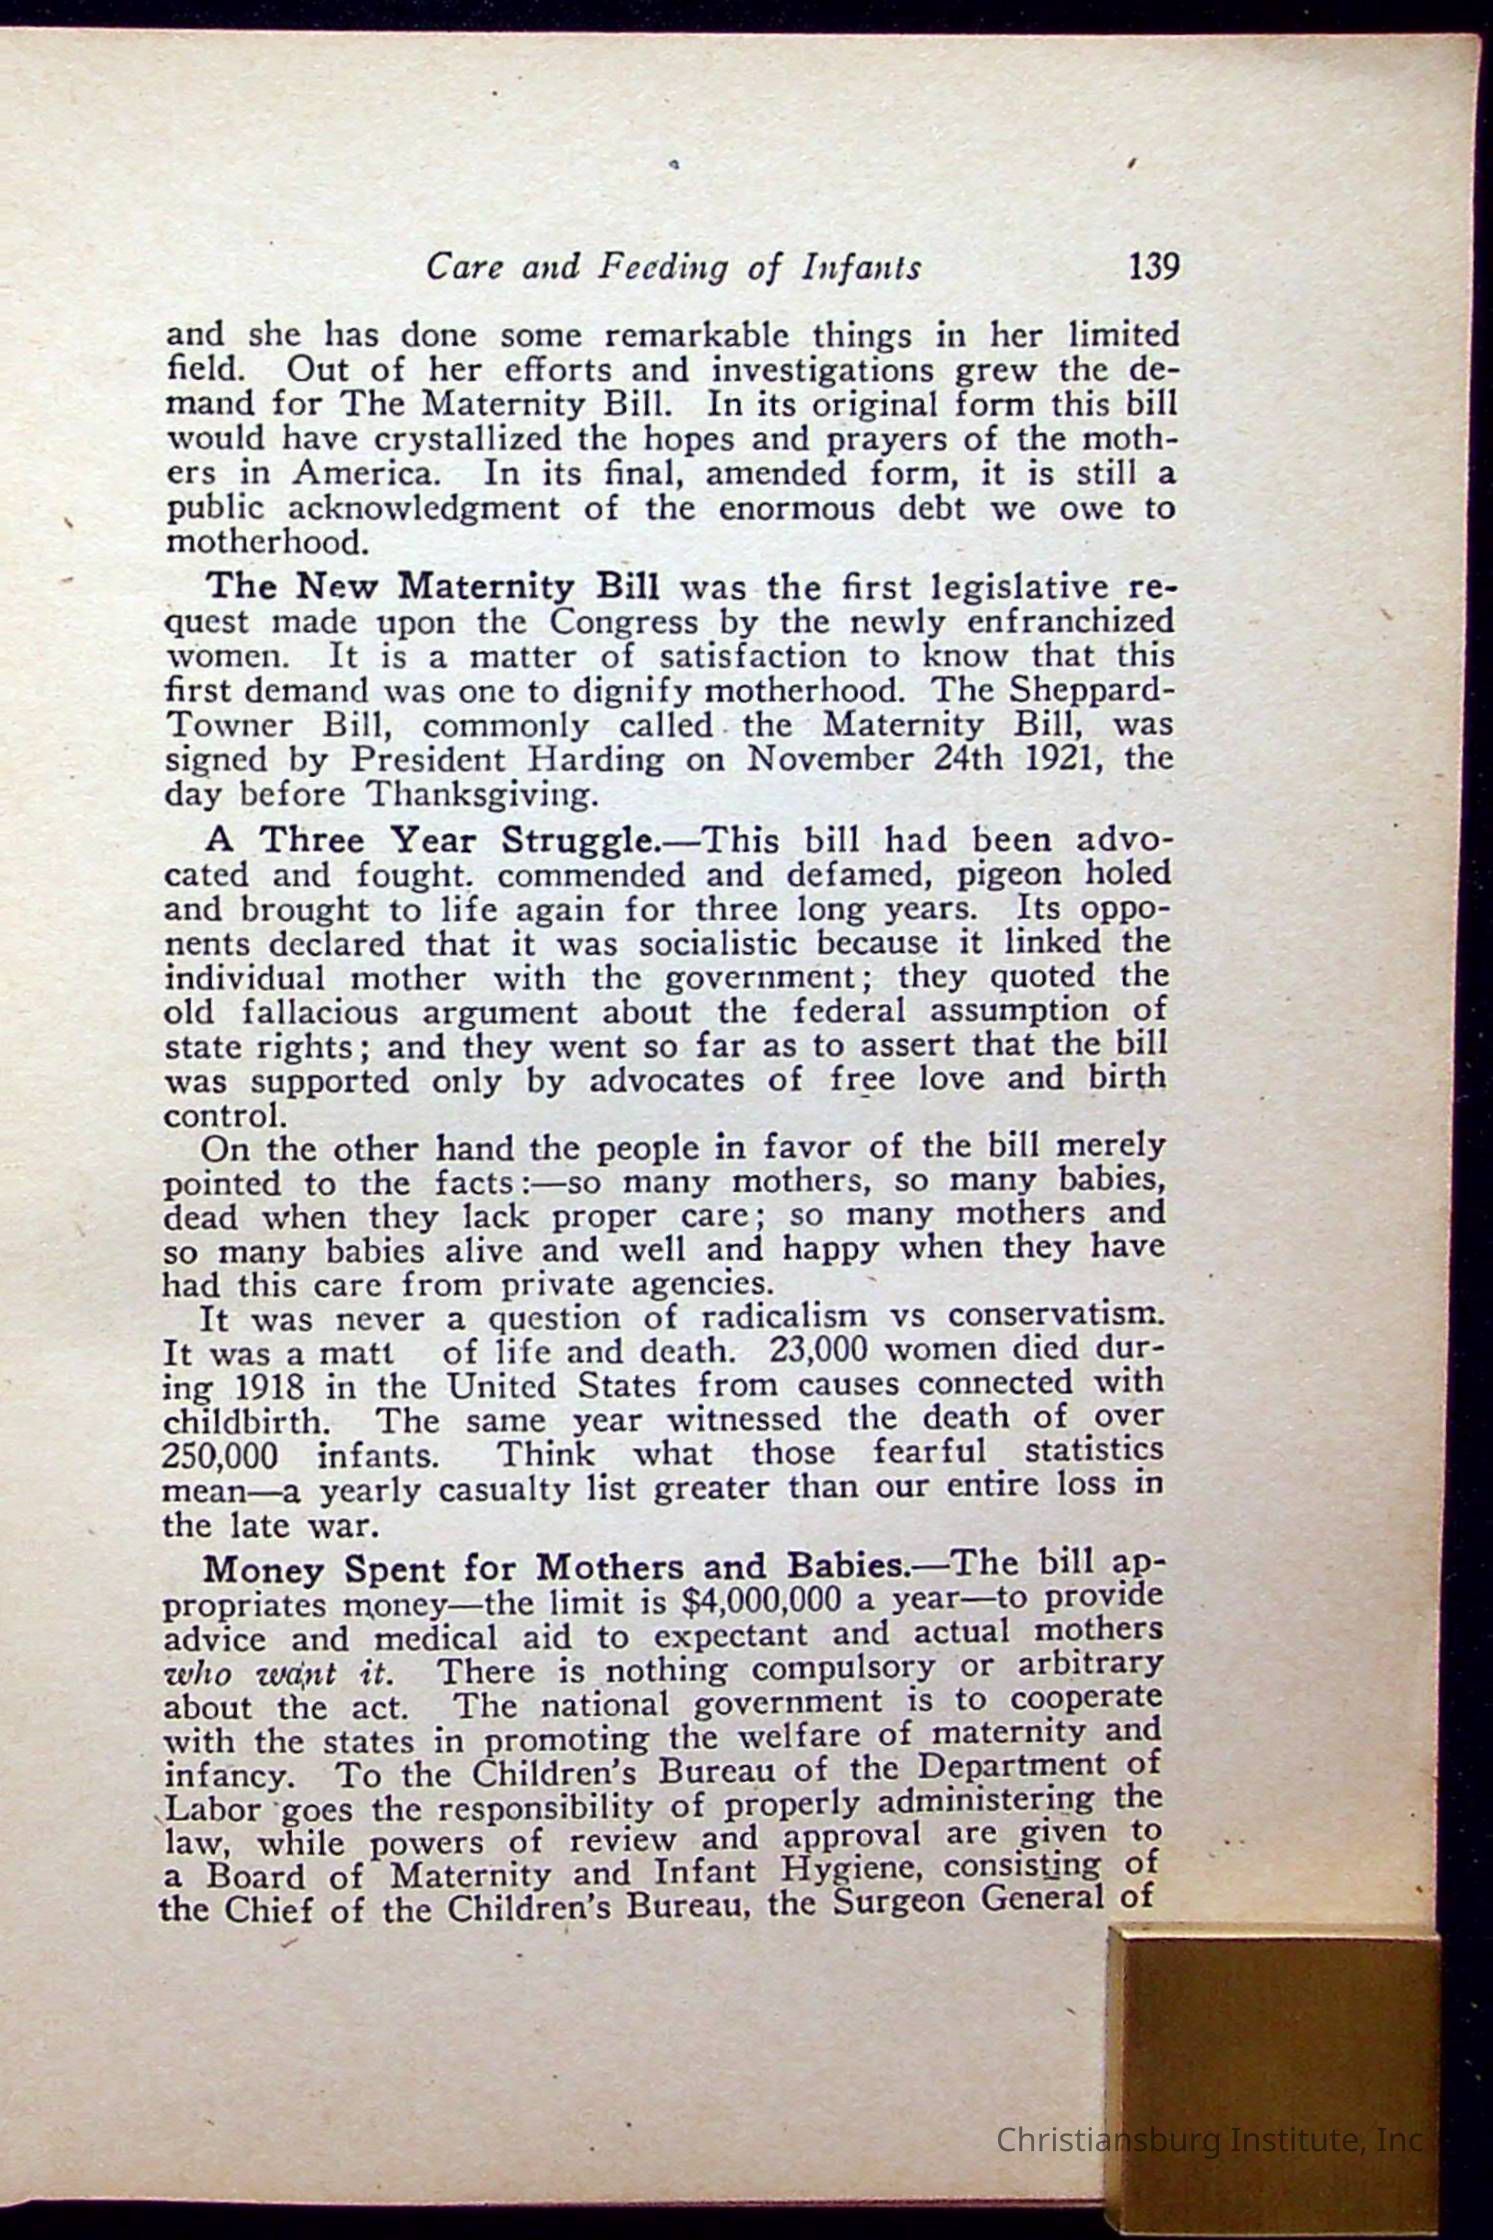 Care and Feeding of Infants 139
and she has done some remarkable things in her limited
field. Out of her efforts and investigations grew the de-
mand for The Maternity Bill. In its original form this bill
would have crystallized the hopes and prayers of the moth-
ers in America. In its final, amended form, it is still a
public acknowledgment of the enormous debt we owe to
motherhood.
The New Maternity Bill was the first legislative re-
quest made upon the Congress by the newly enfranchized
women. It is a matter of satisfaction to know that this
first demand was one to dignify motherhood. The Sheppard-
Towner Bill, commonly called the Maternity Bill, was
signed by President Harding on November 24th 1921, the
day before Thanksgiving.
A Three Year Struggle.—This bill had been advo-
cated and fought. commended and defamed, pigeon holed
and brought to life again for three long years. Its oppo-
nents declared that it was socialistic because it linked the
individual mother with the government; they quoted the
old fallacious argument about the federal assumption of
state rights; and they went so far as to assert that the bill
was supported only by advocates of free love and birth
control.
On the other hand the people in favor of the bill merely
pointed to the facts:—so many mothers, so many babies,
dead when they lack proper care; so many mothers and
so many babies alive and well and happy when they have
had this care from private agencies.
It was never a question of radicalism vs conservatism.
It was a matt of life and death. 23,000 women died dur-
ing 1918 in the United States from causes connected with
childbirth. The same year witnessed the death of over
250,000 infants. Think what those fearful statistics
mean—a yearly casualty list greater than our entire loss in
the late war.
Money Spent for Mothers and Babies.—The bill ap-
propriates money—the limit is $4,000,000 a year—to provide
advice and medical aid to expectant and actual mothers
who want it. There is nothing compulsory or arbitrary
about the act. The national government is to cooperate
with the states in promoting the welfare of maternity and
infancy. To the Children's Bureau of the Department of
Labor goes the responsibility of properly administering the
law, while powers of review and approval are given to
a Board of Maternity and Infant Hygiene, consisting of
the Chief of the Children's Bureau, the Surgeon General of
Christiansburg Institute, Inc